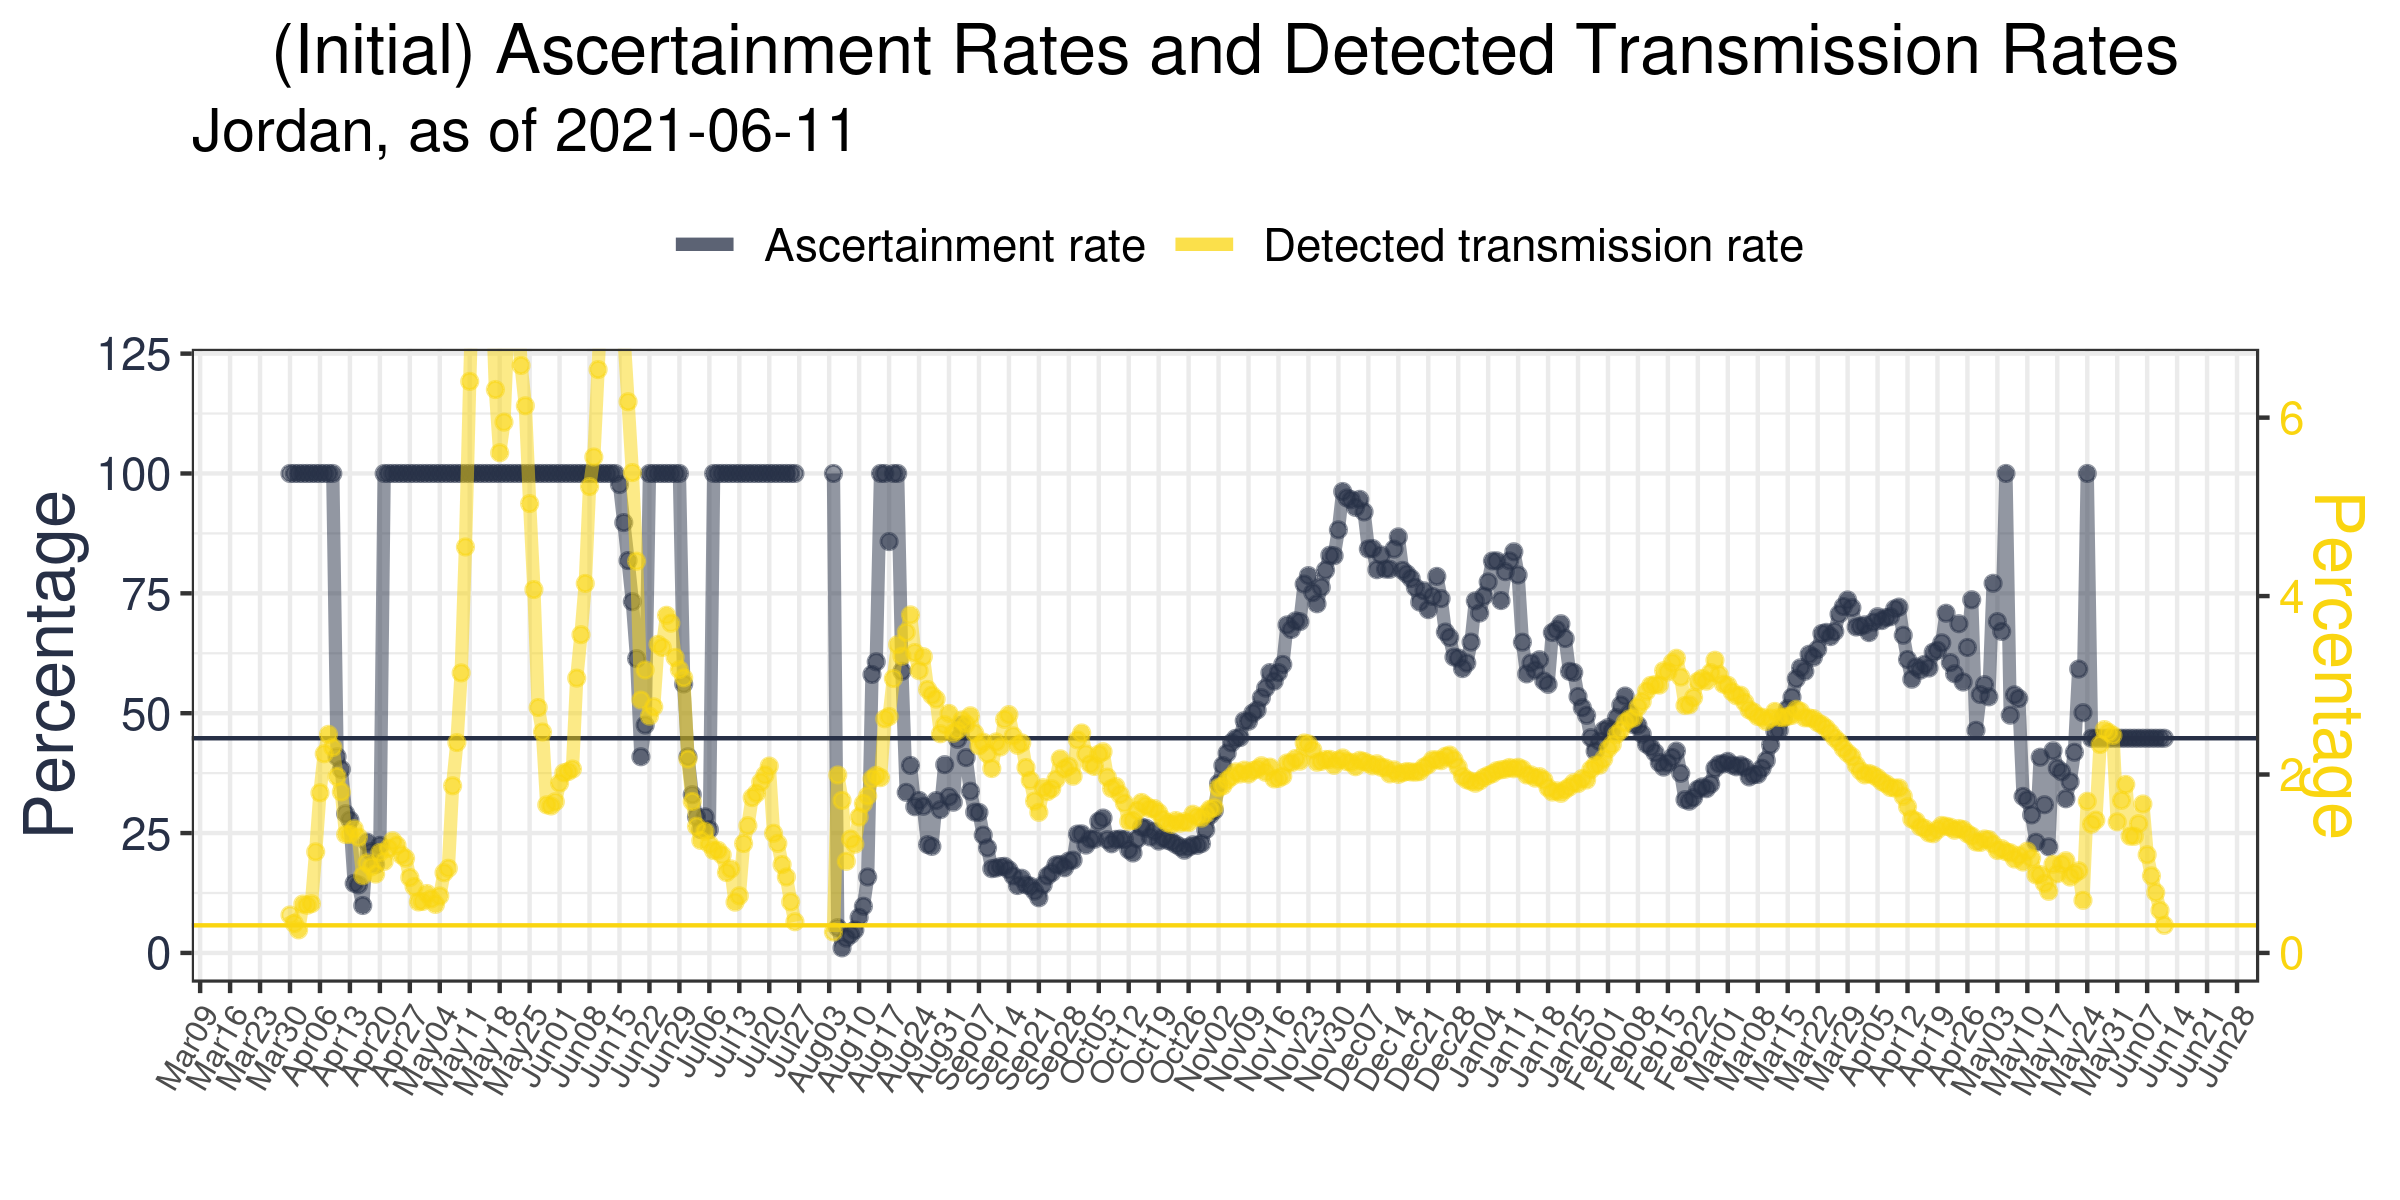 (Initial) Ascertainment Rates and Detected Transmission Rates
Jordan, as of 2021-06-11
Ascertainment rate
Detected transmission rate
125
100
75
50
25
0
Percentage
6
4
2
0
Percentage
Mar09
Mar16
Mar23
Mar30
Apr06
Apr13
Apr20
Apr27
May04
May11
May18
May25
Jun01
Jun08
Jun15
Jun22
Jun29
Jul06
Jul13
Jul20
Jul27
Aug03
Aug10
Aug17
Aug24
Aug31
Sep07
Sep14
Sep21
Sep28
Oct05
Oct12
Oct19
Oct26
Nov02
Nov09
Nov16
Nov23
Nov30
Dec07
Dec14
Dec21
Dec28
Jan04
Jan11
Jan18
Jan25
Feb01
Feb08
Feb15
Feb22
Mar01
Mar08
Mar15
Mar22
Mar29
Apr05
Apr12
Apr19
Apr26
May03
May10
May17
May24
May31
Jun07
Jun14
Jun21
Jun28